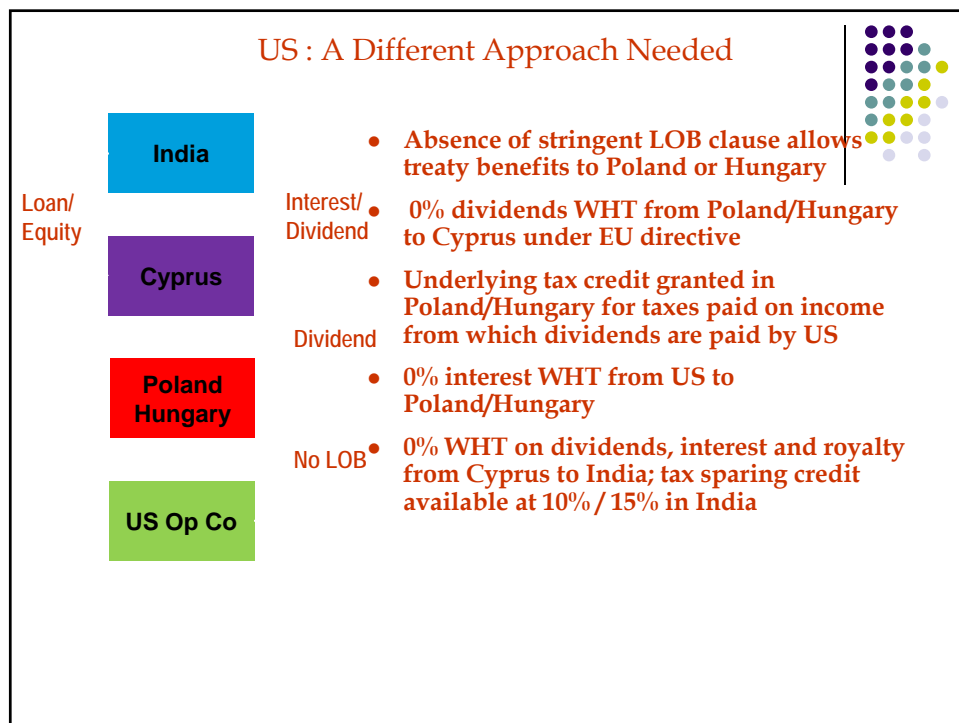 US : A Different Approach Needed
India
Loan/
Equity
Cyprus
Poland
Hungary
US Op Co
Interest/
Dividend
Dividend
No LOB
● Absence of stringent LOB clause allows
treaty benefits to Poland or Hungary
● 0% dividends WHT from Poland/Hungary
to Cyprus under EU directive
● Underlying tax credit granted in
Poland/Hungary for taxes paid on income
from which dividends are paid by US
● 0% interest WHT from US to
Poland/Hungary
● 0% WHT on dividends, interest and royalty
from Cyprus to India; tax sparing credit
available at 10% / 15% in India